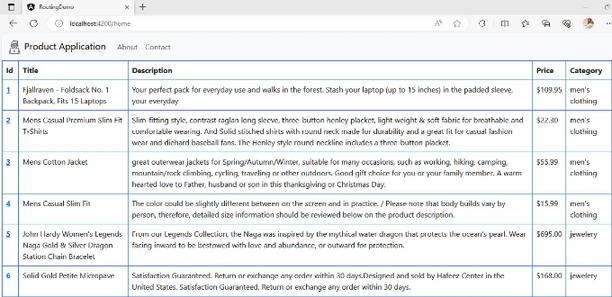 RoutingDemo
localhost:4200/home
Product Application About Contact
Id Title Description Price Category
1 Fjallraven - Foldsack No. 1 Your perfect pack for everyday use and walks in the forest. Stash your laptop (up to 15 inches) in the padded sleeve, $109.95 men's
Backpack, Fits 15 Laptops your everyday clothing
2 Mens Casual Premium Slim Fit Slim-fitting style, contrast raglan long sleeve, three-button henley placket, light weight & soft fabric for breathable and $22.30 men's
T-Shirts comfortable wearing. And Solid stitched shirts with round neck made for durability and a great fit for casual fashion clothing
wear and diehard baseball fans. The Henley style round neckline includes a three-button placket.
3 Mens Cotton Jacket great outerwear jackets for Spring/Autumn/Winter, suitable for many occasions, such as working, hiking, camping, $55.99 men's
mountain/rock climbing, cycling, traveling or other outdoors. Good gift choice for you or your family member. A warm clothing
hearted love to Father, husband or son in this thanksgiving or Christmas Day.
4 Mens Casual Slim Fit The color could be slightly different between on the screen and in practice. / Please note that body builds vary by $15.99 men's
person, therefore, detailed size information should be reviewed below on the product description. clothing
5 John Hardy Women's Legends From our Legends Collection, the Naga was inspired by the mythical water dragon that protects the ocean's pearl. Wear $695.00 jewelery
Naga Gold & Silver Dragon facing inward to be bestowed with love and abundance, or outward for protection.
Station Chain Bracelet
6 Solid Gold Petite Micropave Satisfaction Guaranteed. Return or exchange any order within 30 days.Designed and sold by Hafeez Center in the $168.00 jewelery
United States. Satisfaction Guaranteed. Return or exchange any order within 30 days.